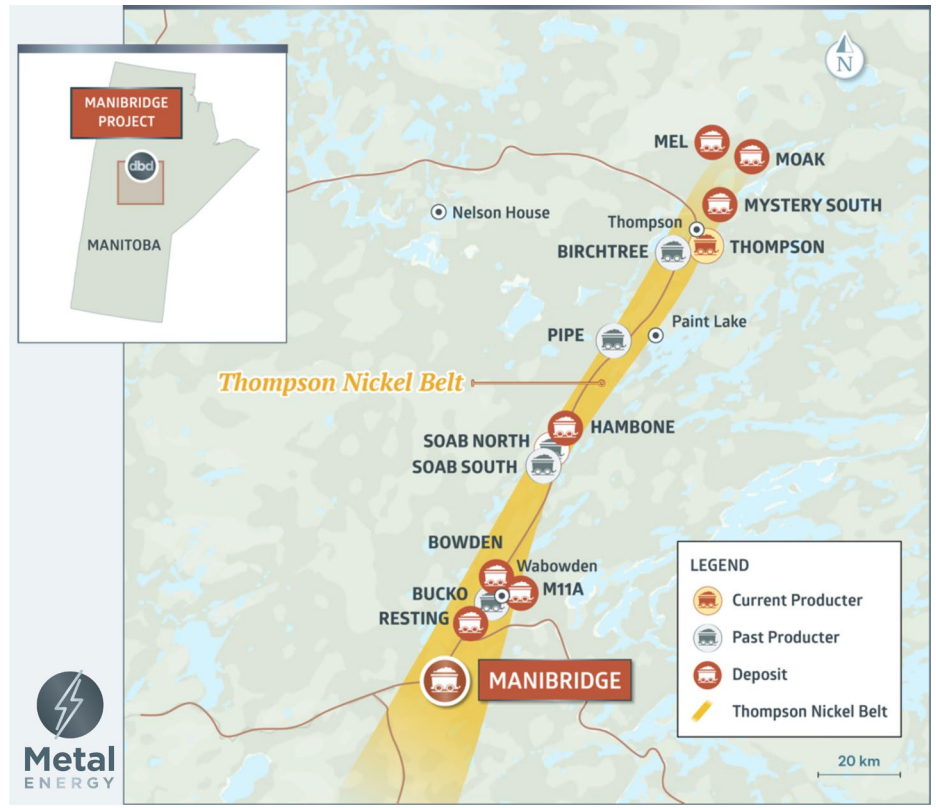 MANIBRIDGE
PROJECT
dbd
MANITOBA
N
MEL
MOAK
MYSTERY SOUTH
Nelson House
Thompson
BIRCHTREE
THOMPSON
PIPE
Paint Lake
Thompson Nickel Belt
HAMBONE
SOAB NORTH
SOAB SOUTH
BOWDEN
Wabowden
BUCKO
M11A
RESTING
MANIBRIDGE
LEGEND
Current Producter
Past Producter
Deposit
Thompson Nickel Belt
20 km
Metal
ENERGY